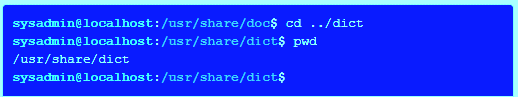 sysadmin@localhost:/usr/share/doc$ cd ../dict
sysadmin@localhost:/usr/share/dict$ pwd
/usr/share/dict
sysadmin@localhost:/usr/share/dict$